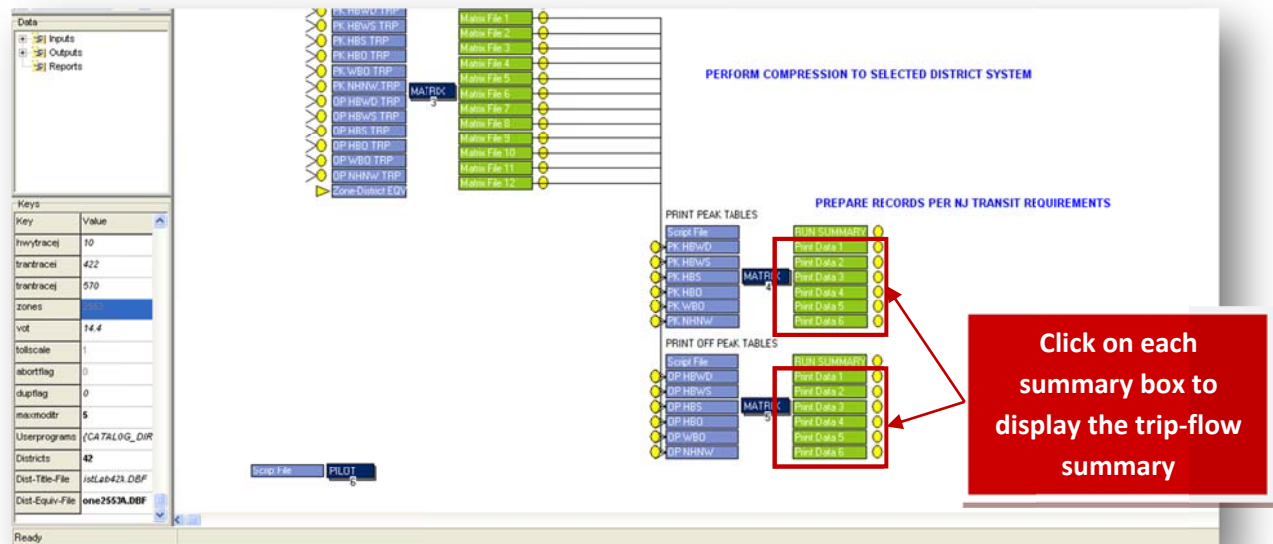 Data
Inputs
Outputs
Reports
Keys
Key Value
hwytracej 10
trantracei 422
trantracej 570
zones
vot 14.4
tollscale 1
abortflag 0
dupflag 0
maxmoditr 5
Userprograms {CATALOG_DIR
Districts 42
Dist-Title-File istLab42λ.DBF
Dist-Equiv-File one2553A.DBF
Ready
PK HBWD TRP
PK HBWS TRP
PK HBS TRP
PK HBO TRP
PK WBO TRP
PK NHNW TRP
OP HBWD TRP
OP HBWS TRP
OP HBS TRP
OP HBO TRP
OP WBO TRP
OP NHNW TRP
Zone-District EQV
MATRIX
3
Matrix File 1
Matrix File 2
Matrix File 3
Matrix File 4
Matrix File 5
Matrix File 6
Matrix File 7
Matrix File 8
Matrix File 9
Matrix File 10
Matrix File 11
Matrix File 12
PERFORM COMPRESSION TO SELECTED DISTRICT SYSTEM
PREPARE RECORDS PER NJ TRANSIT REQUIREMENTS
PRINT PEAK TABLES
Script File
PK HBWD
PK HBWS
PK HBS
PK HBO
PK WBO
PK NHNW
MATRIX
4
RUN SUMMARY
Print Data 1
Print Data 2
Print Data 3
Print Data 4
Print Data 5
Print Data 6
PRINT OFF PEAK TABLES
Script File
OP HBWD
OP HBWS
OP HBS
OP HBO
OP WBO
OP NHNW
MATRIX
5
RUN SUMMARY
Print Data 1
Print Data 2
Print Data 3
Print Data 4
Print Data 5
Print Data 6
Script File
PILOT
6
Click on each
summary box to
display the trip-flow
summary